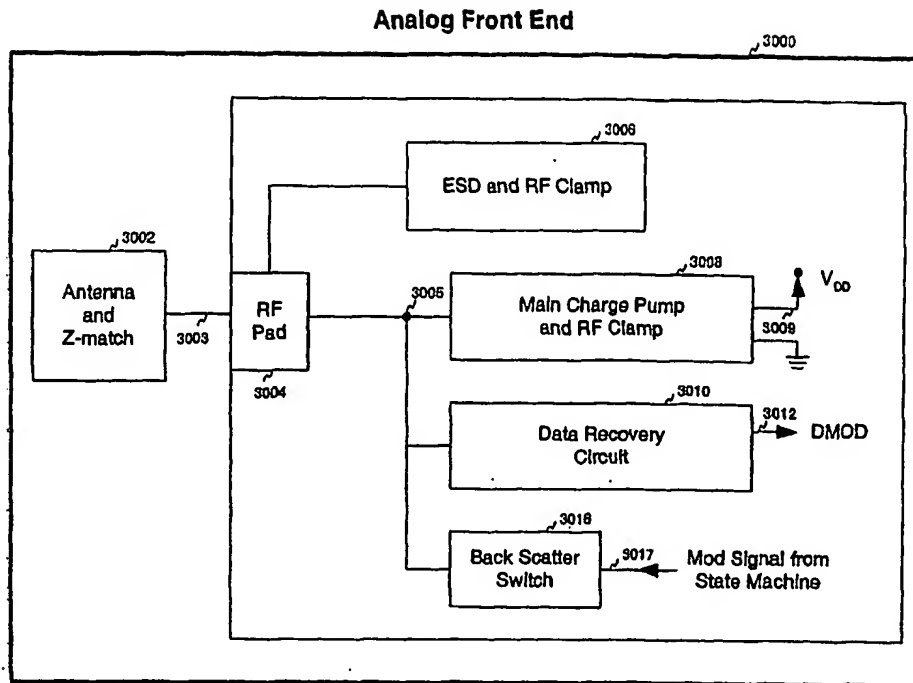 Analog Front End
3000
3006
ESD and RF Clamp
3002
Antenna
and
Z-match
3003
RF
Pad
3004
3005
3008
Main Charge Pump
and RF Clamp
VDD
3009
3010
Data Recovery
Circuit
3012
DMOD
3016
Back Scatter
Switch
3017
Mod Signal from
State Machine